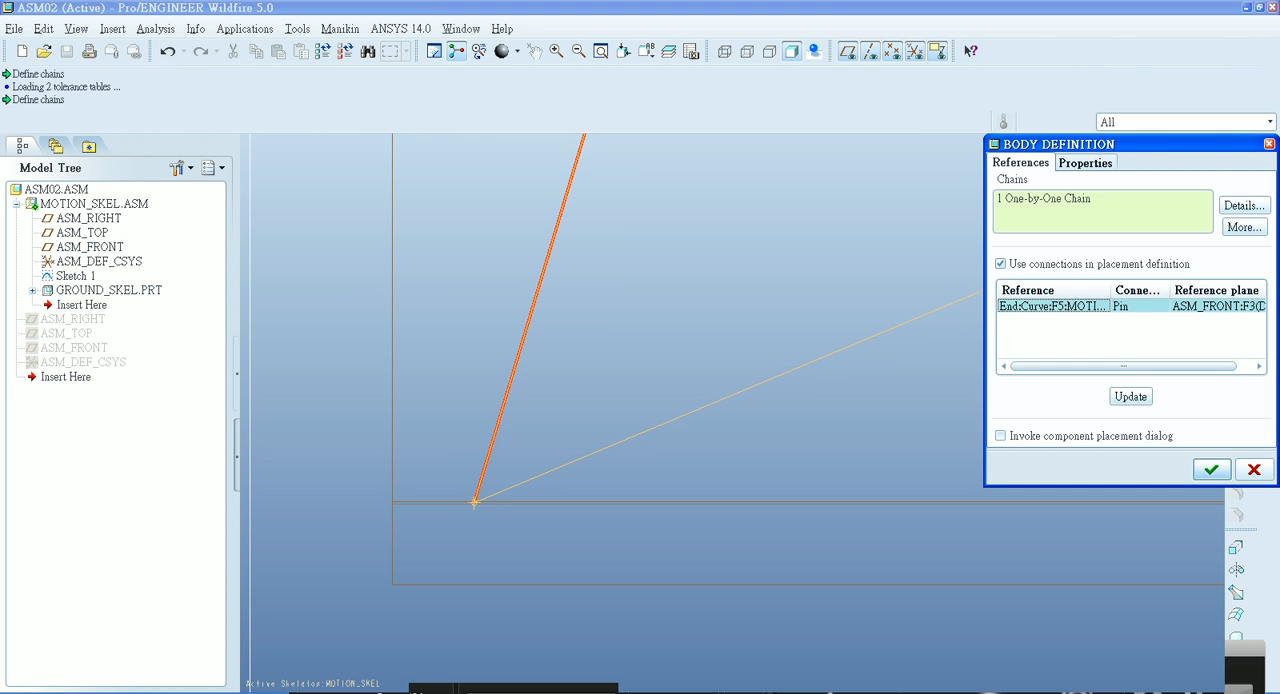 ASM02 (Active) - Pro/ENGINEER Wildfire 5.0
File Edit View Insert Analysis Info Applications Tools Manikin ANSYS 14.0 Window Help
Define chains
Loading 2 tolerance tables ...
Define chains
All
Model Tree
ASM02.ASM
MOTION_SKEL.ASM
ASM_RIGHT
ASM_TOP
ASM_FRONT
ASM_DEF_CSYS
Sketch 1
GROUND_SKEL.PRT
Insert Here
ASM_RIGHT
ASM_TOP
ASM_FRONT
ASM_DEF_CSYS
Insert Here
Active Skeleton:MOTION_SKEL
BODY DEFINITION
References Properties
Chains
1 One-by-One Chain
Details...
More...
Use connections in placement definition
Reference Conne... Reference plane
End:Curve:F5:MOTI... Pin ASM_FRONT:F3(D
Update
Invoke component placement dialog